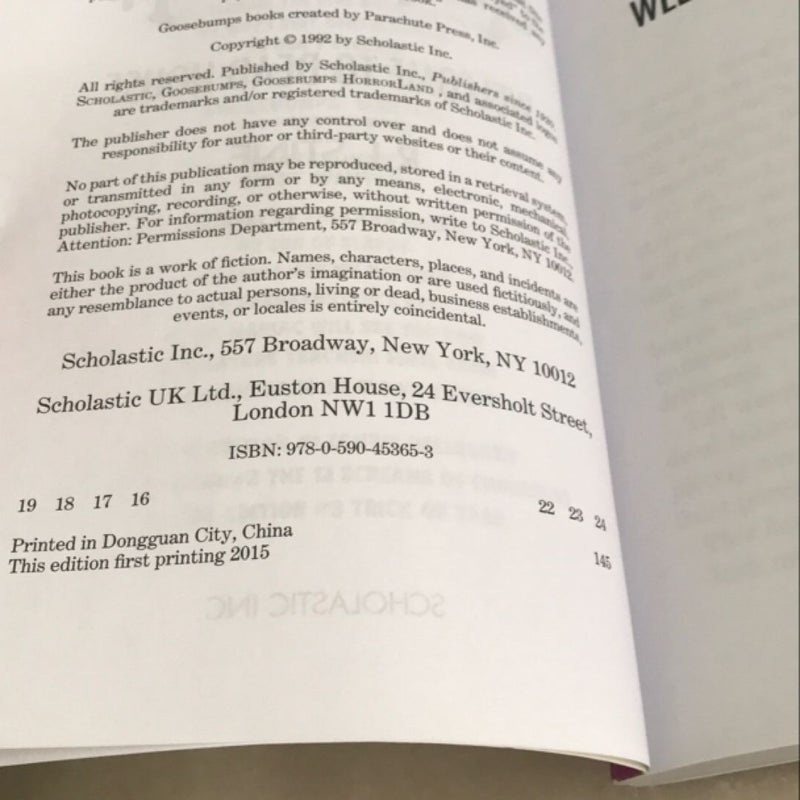 Goosebumps books created by Parachute Press, Inc.
Copyright © 1992 by Scholastic Inc.
All rights reserved. Published by Scholastic Inc., Publishers since 1920.
SCHOLASTIC, GOOSEBUMPS, GOOSEBUMPS HORRORLAND, and associated logos
are trademarks and/or registered trademarks of Scholastic Inc.
The publisher does not have any control over and does not assume any
responsibility for author or third-party websites or their content.
No part of this publication may be reproduced, stored in a retrieval system,
or transmitted in any form or by any means, electronic, mechanical,
photocopying, recording, or otherwise, without written permission of the
publisher. For information regarding permission, write to Scholastic Inc.,
Attention: Permissions Department, 557 Broadway, New York, NY 10012.
This book is a work of fiction. Names, characters, places, and incidents are
either the product of the author's imagination or are used fictitiously, and
any resemblance to actual persons, living or dead, business establishments,
events, or locales is entirely coincidental.
Scholastic Inc., 557 Broadway, New York, NY 10012
Scholastic UK Ltd., Euston House, 24 Eversholt Street,
London NW1 1DB
ISBN: 978-0-590-45365-3
19 18 17 16 22 23 24
Printed in Dongguan City, China 145
This edition first printing 2015
SCHOLASTIC INC